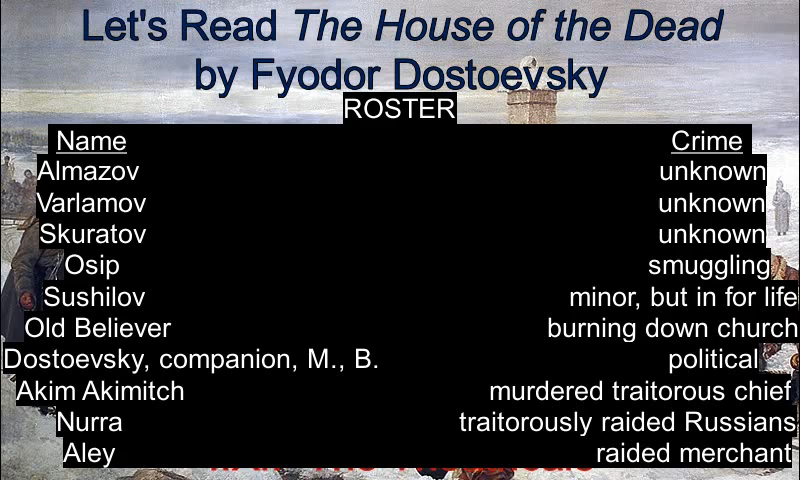 Let's Read The House of the Dead
by Fyodor Dostoevsky
ROSTER
Name Crime
Almazov unknown
Varlamov unknown
Skuratov unknown
Osip smuggling
Sushilov minor, but in for life
Old Believer burning down church
Dostoevsky, companion, M., B. political
Akim Akimitch murdered traitorous chief
Nurra traitorously raided Russians
Aley raided merchant